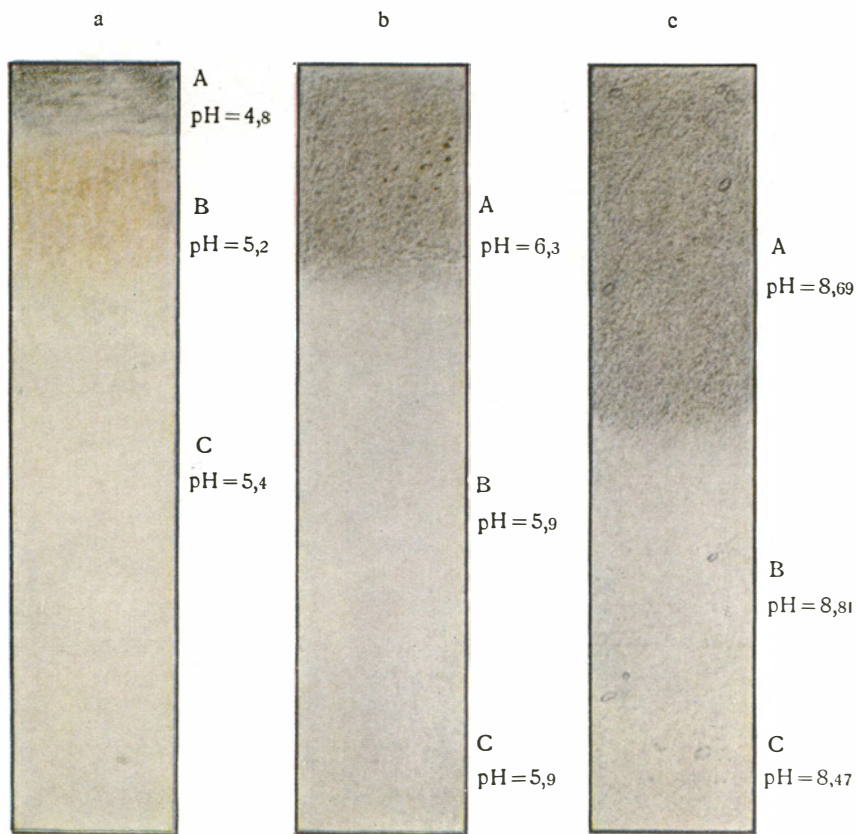 a
A
pH = 4,8
B
pH = 5,2
C
pH = 5,4
b
A
pH = 6,3
B
pH = 5,9
C
pH = 5,9
c
A
pH = 8,69
B
pH = 8,81
C
pH = 8,47